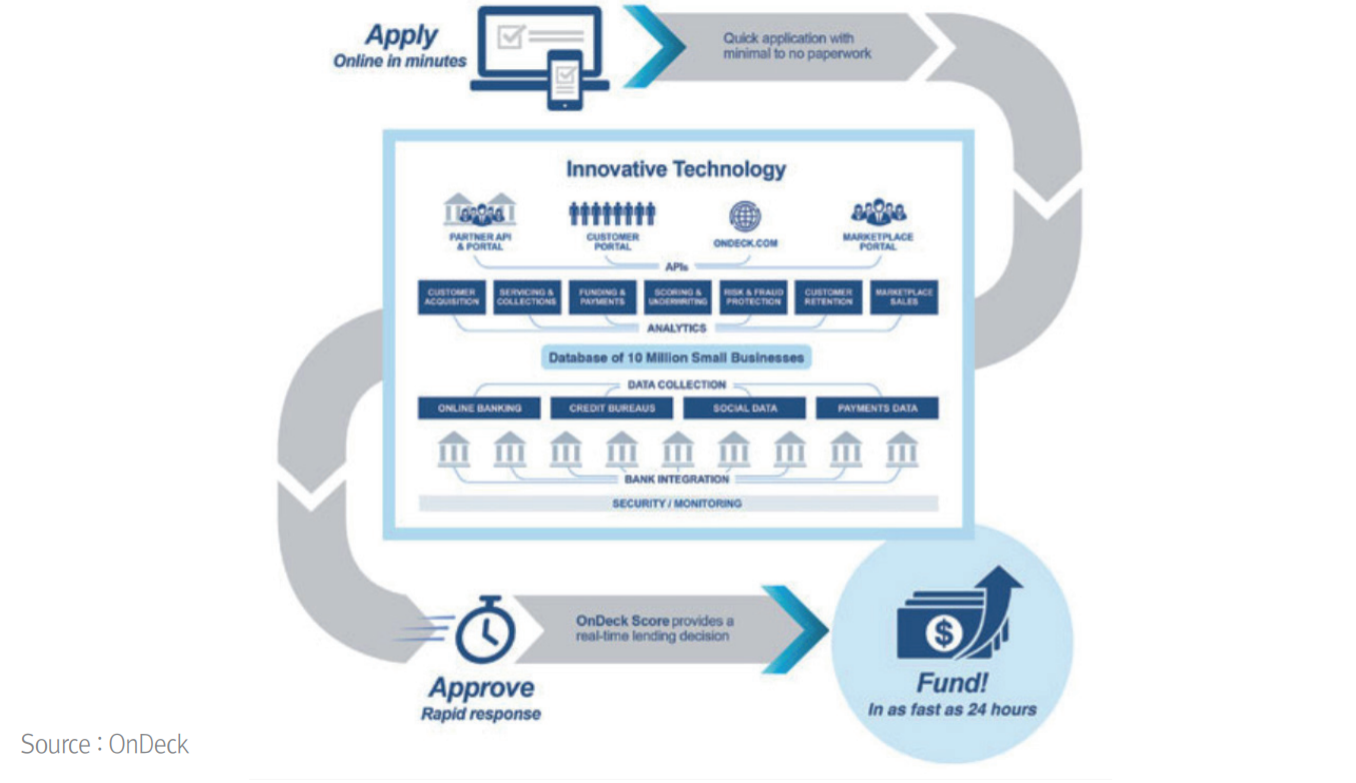 Apply
Online in minutes
Quick application with
minimal to no paperwork
Innovative Technology
PARTNER API
& PORTAL
CUSTOMER
PORTAL
ONDECK.COM
MARKETPLACE
PORTAL
APIs
CUSTOMER
ACQUISITION
SERVICING &
COLLECTIONS
FUNDING &
PAYMENTS
SCORING &
UNDERWRITING
RISK & FRAUD
PROTECTION
CUSTOMER
RETENTION
MARKETPLACE
SALES
ANALYTICS
Database of 10 Million Small Businesses
DATA COLLECTION
ONLINE BANKING
CREDIT BUREAUS
SOCIAL DATA
PAYMENTS DATA
BANK INTEGRATION
SECURITY / MONITORING
Approve
Rapid response
OnDeck Score provides a
real-time lending decision
$
Fund!
In as fast as 24 hours
Source : OnDeck